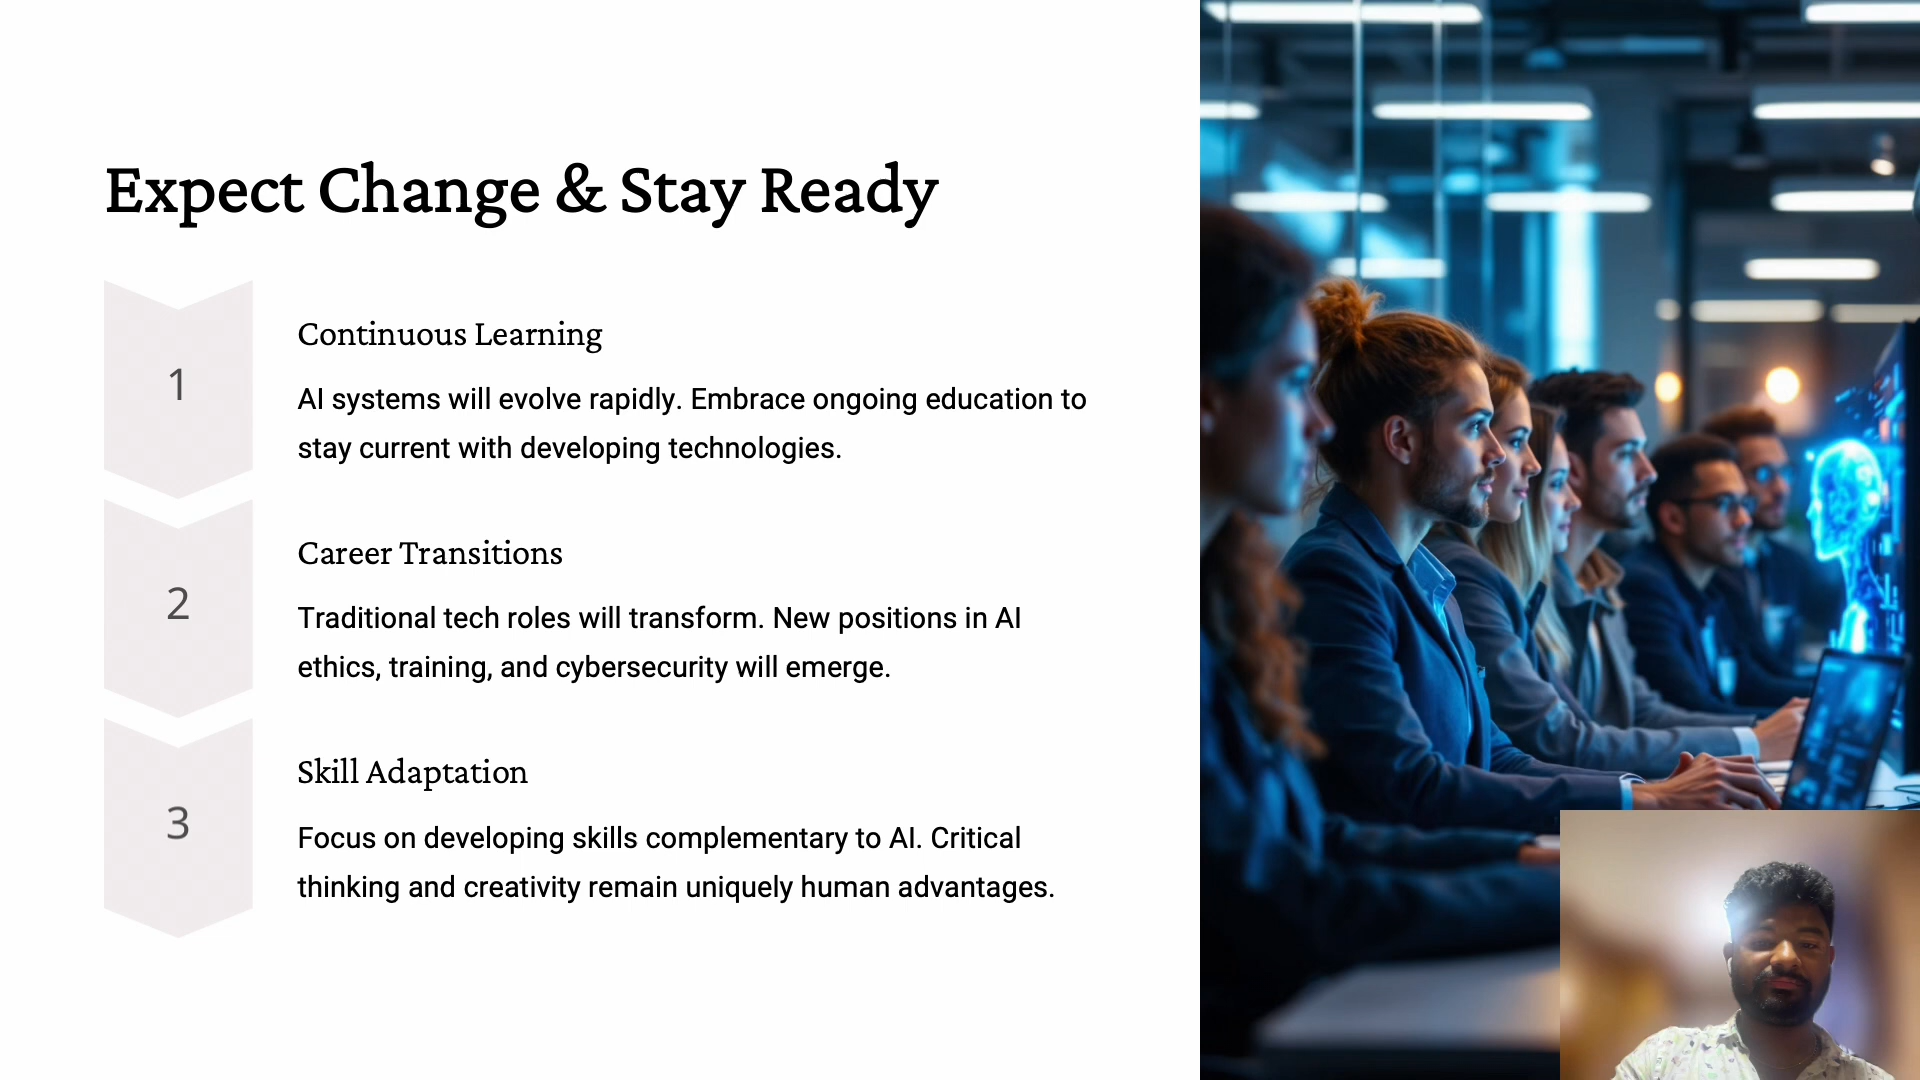 Expect Change & Stay Ready
1
Continuous Learning
AI systems will evolve rapidly. Embrace ongoing education to
stay current with developing technologies.
2
Career Transitions
Traditional tech roles will transform. New positions in AI
ethics, training, and cybersecurity will emerge.
3
Skill Adaptation
Focus on developing skills complementary to AI. Critical
thinking and creativity remain uniquely human advantages.